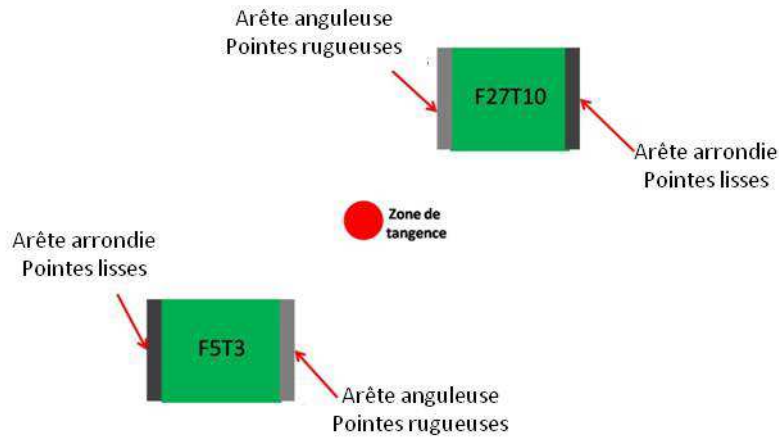 Arête anguleuse
Pointes rugueuses
F27T10
Arête arrondie
Pointes lisses
Zone de
tangence
Arête arrondie
Pointes lisses
F5T3
Arête anguleuse
Pointes rugueuses